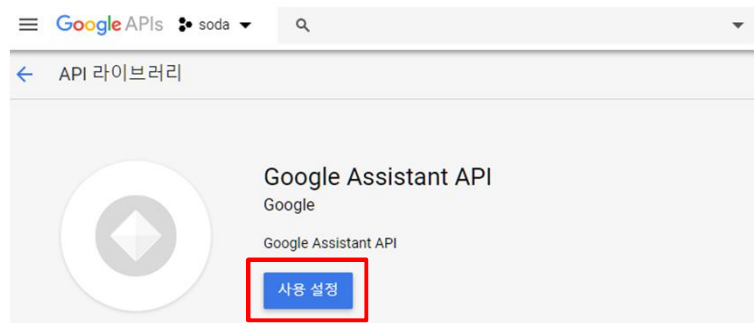 Google APIs soda
API 라이브러리
Google Assistant API
Google
Google Assistant API
사용 설정